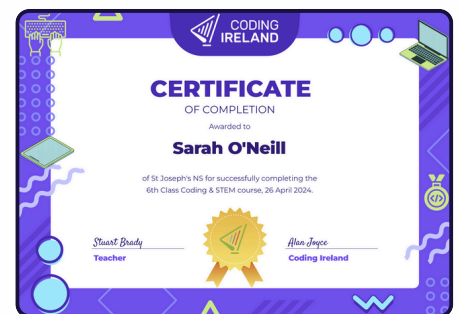 CODING
IRELAND
CERTIFICATE
OF COMPLETION
Awarded to
Sarah O'Neill
of St Joseph's NS for successfully completing the
6th Class Coding & STEM course, 26 April 2024.
Stuart Brady
Alan Joyce
Teacher
Coding Ireland